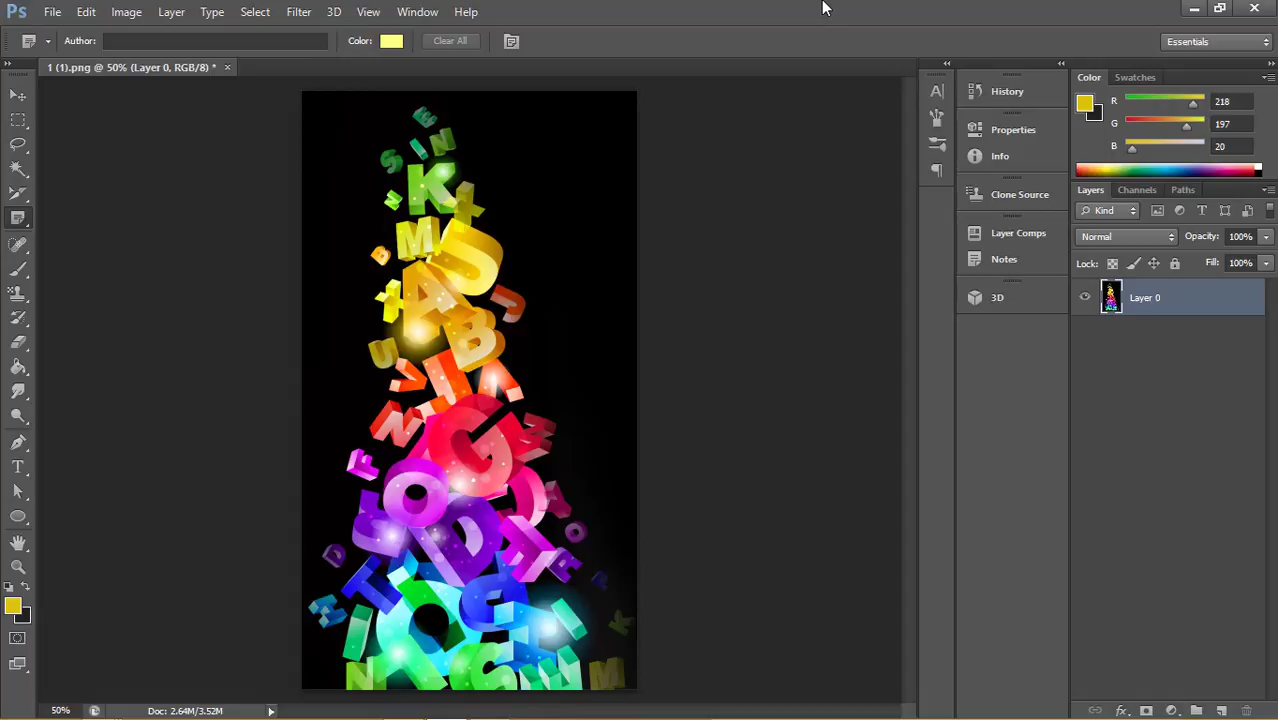 Ps File Edit Image Layer Type Select Filter 3D View Window Help
Author: Color: Clear All Essentials
1 (1).png @ 50% (Layer 0, RGB/8) * ×
Color Swatches
R 218
G 197
B 20
History
Properties
Info
Clone Source
Layer Comps
Notes
3D
Layers Channels Paths
Kind
Normal Opacity: 100%
Lock: Fill: 100%
Layer 0
E
S I N
N K X
B M U
A J
U B
V I A
N G
F O
D
T
K
N S M M
50% Doc: 2.64M/3.52M
fx